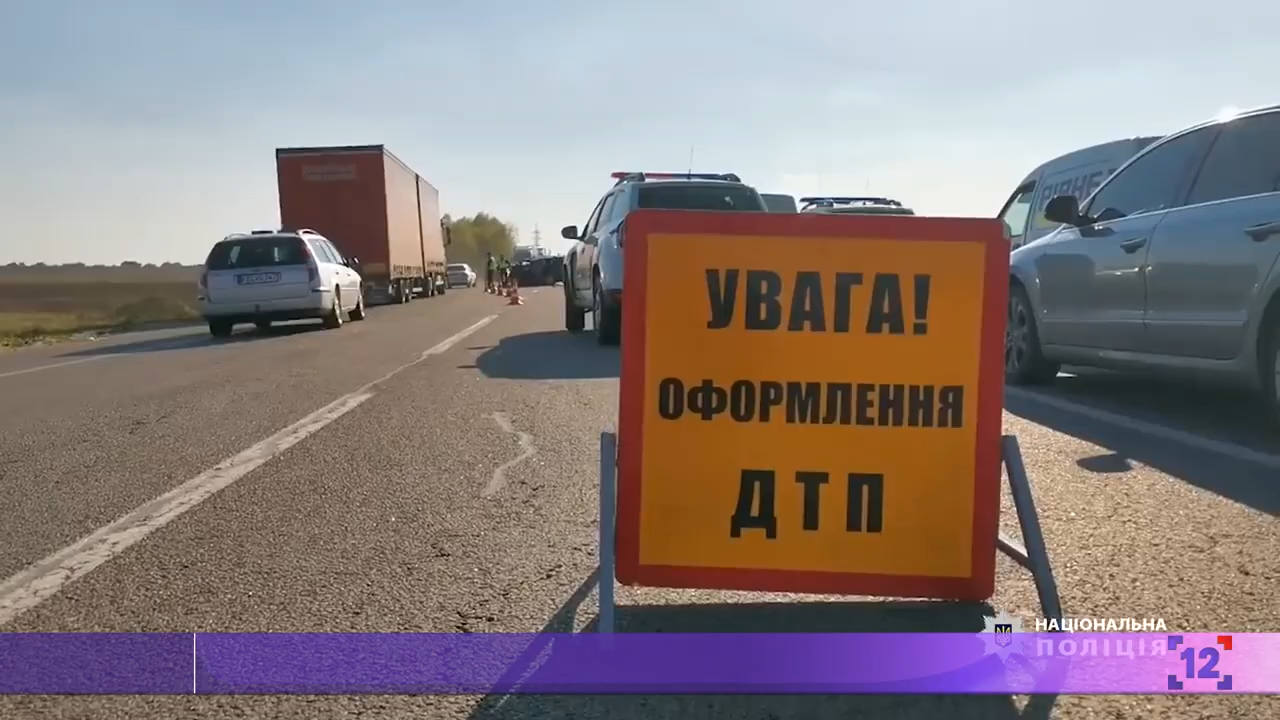 УВАГА!
ОФОРМЛЕННЯ
ДТП
НАЦІОНАЛЬНА
ПОЛІЦІЯ
12